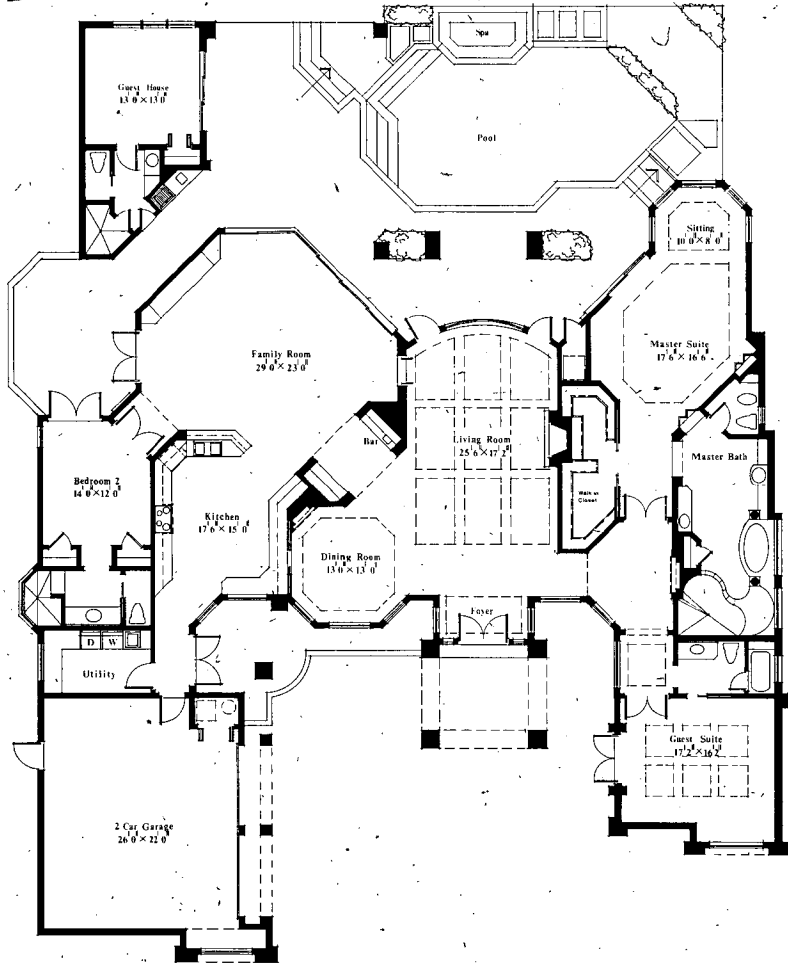 Spa
Guest House
13'0" × 13'0"
Pool
Sitting
10'0" × 8'0"
Family Room
29'0" × 23'0"
Master Suite
17'6" × 16'6"
Bar
Living Room
25'6" × 17'2"
Master Bath
Bedroom 2
14'0" × 12'0"
Walk in
Closet
Kitchen
17'6" × 15'0"
Dining Room
13'0" × 13'0"
Foyer
D W
Utility
Guest Suite
17'2" × 16'2"
2 Car Garage
26'0" × 22'0"